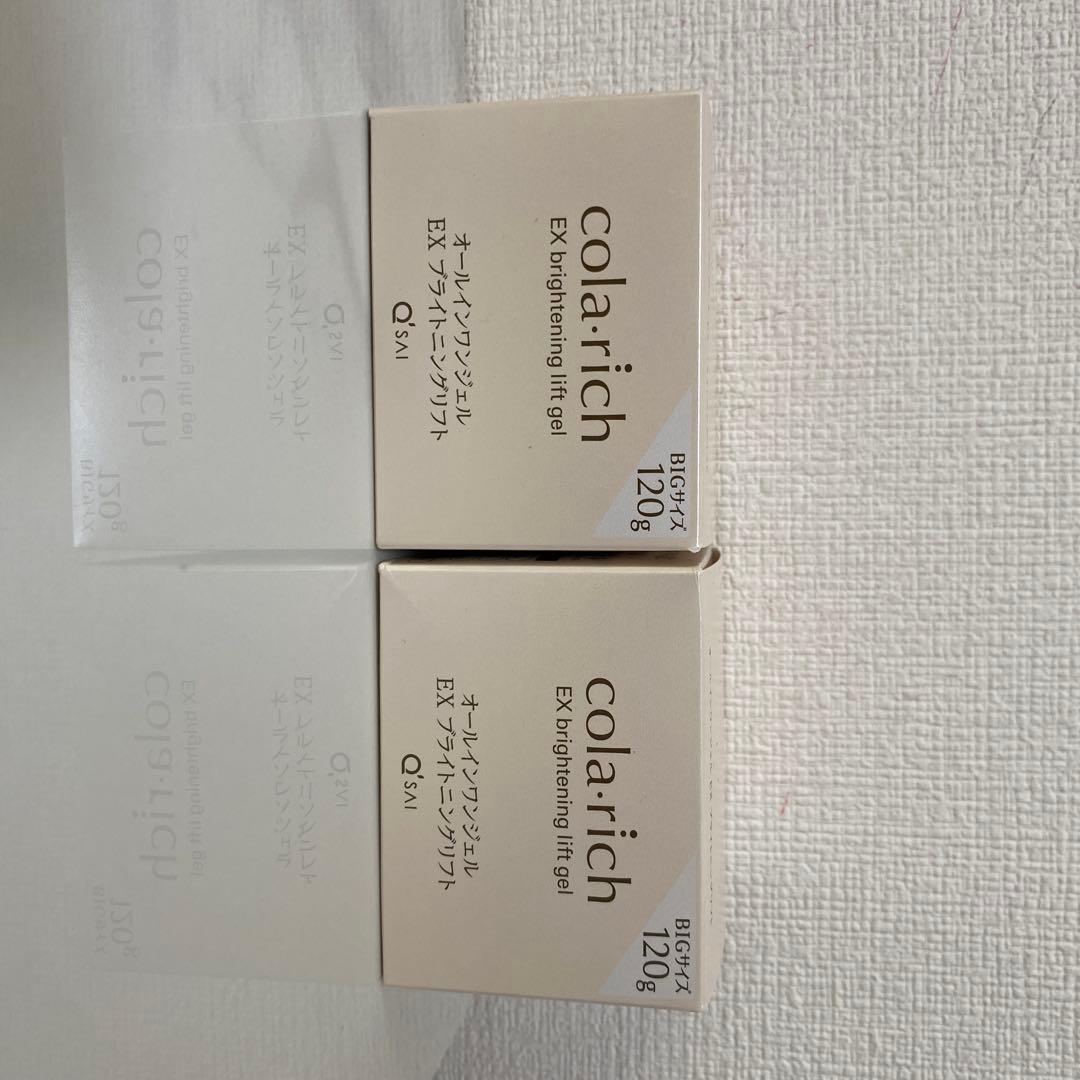 cola·rich
EX brightening lift gel
BIGサイズ
120g
オールインワンジェル
EX ブライトニングリフト
Q'SAI
cola·rich
EX brightening lift gel
BIGサイズ
120g
オールインワンジェル
EX ブライトニングリフト
Q'SAI